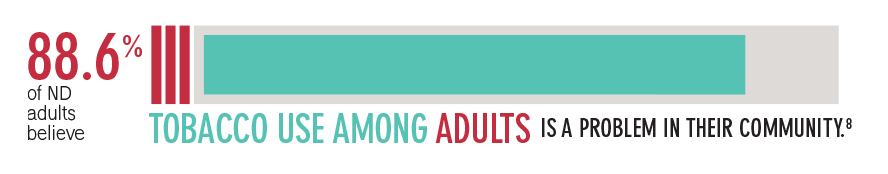 88.6%
of ND
adults
believe
TOBACCO USE AMONG ADULTS IS A PROBLEM IN THEIR COMMUNITY.⁸